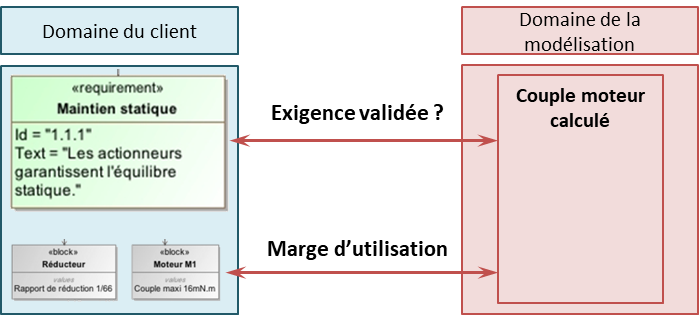 Domaine du client
Domaine de la
modélisation
«requirement»
Maintien statique
Id = "1.1.1"
Text = "Les actionneurs
garantissent l'équilibre
statique."
Exigence validée ?
Couple moteur
calculé
«block»
Réducteur
values
Rapport de réduction 1/66
«block»
Moteur M1
values
Couple maxi 16mN.m
Marge d’utilisation